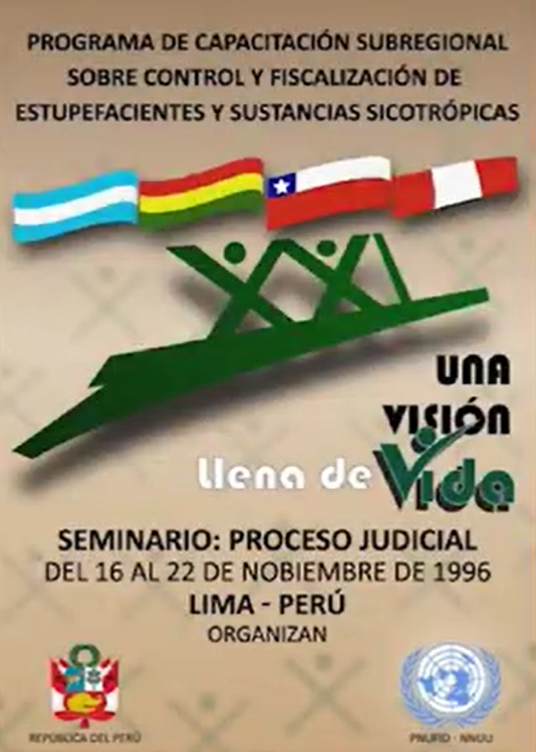 PROGRAMA DE CAPACITACIÓN SUBREGIONAL
SOBRE CONTROL Y FISCALIZACIÓN DE
ESTUPEFACIENTES Y SUSTANCIAS SICOTRÓPICAS
XXI
UNA
VISIÓN
Llena de Vida
SEMINARIO: PROCESO JUDICIAL
DEL 16 AL 22 DE NOBIEMBRE DE 1996
LIMA - PERÚ
ORGANIZAN
REPÚBLICA DEL PERÚ
PNUFID - NNUU